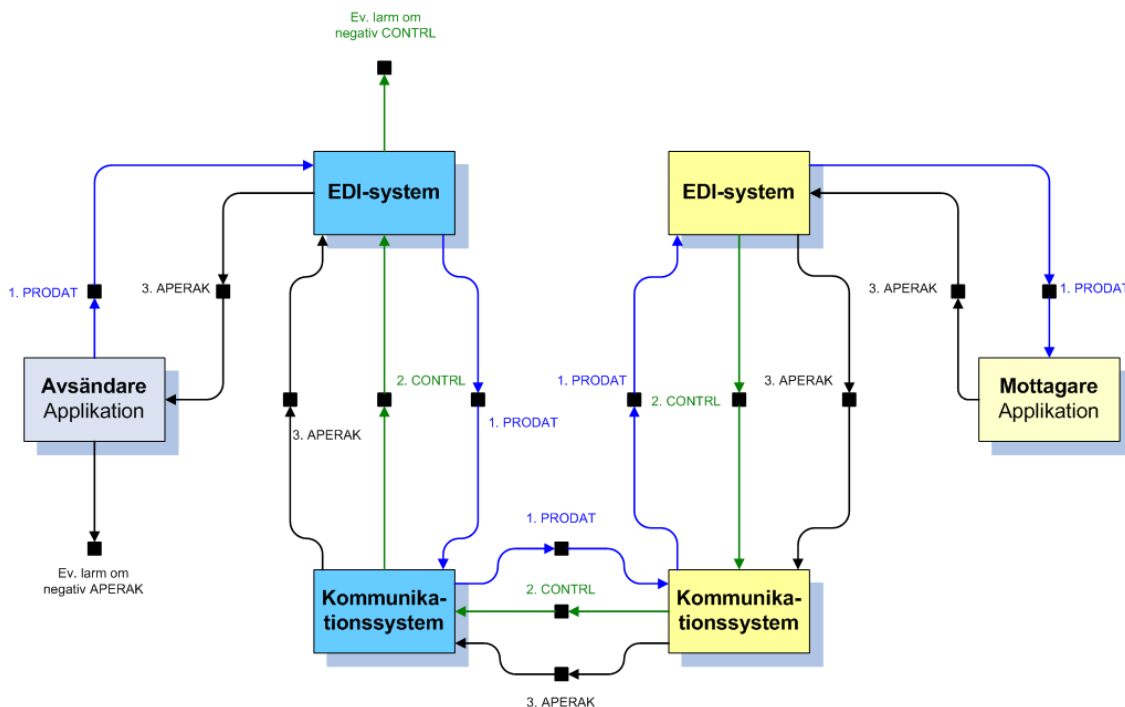 Ev. larm om
negativ CONTRL
EDI-system
EDI-system
1. PRODAT
3. APERAK
3. APERAK
1. PRODAT
Avsändare
Applikation
2. CONTRL
1. PRODAT
3. APERAK
1. PRODAT
2. CONTRL
3. APERAK
Mottagare
Applikation
Ev. larm om
negativ APERAK
1. PRODAT
Kommunika-
tionssystem
2. CONTRL
Kommunika-
tionssystem
3. APERAK